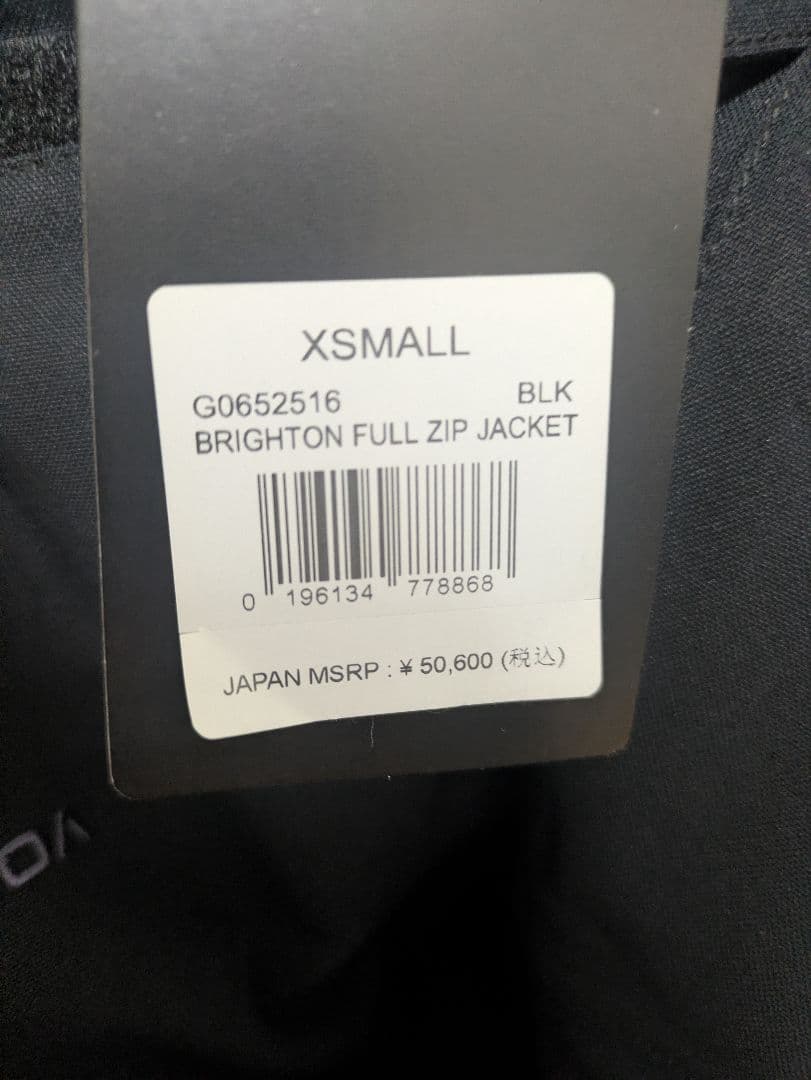 XSMALL
G0652516 BLK
BRIGHTON FULL ZIP JACKET
0 196134 778868
JAPAN MSRP : ¥ 50,600 (税込)